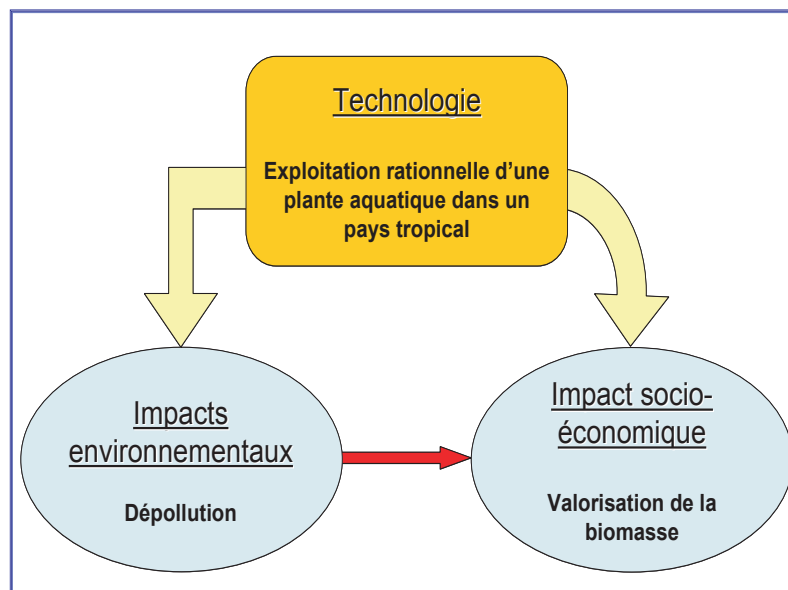 Technologie
Exploitation rationnelle d’une
plante aquatique dans un
pays tropical
Impacts
environnementaux
Dépollution
Impact socio-
économique
Valorisation de la
biomasse